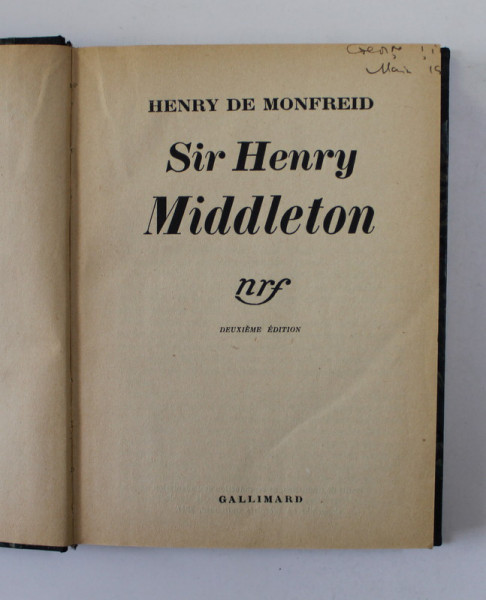 HENRY DE MONFREID
Sir Henry
Middleton
nrf
DEUXIÈME ÉDITION
GALLIMARD